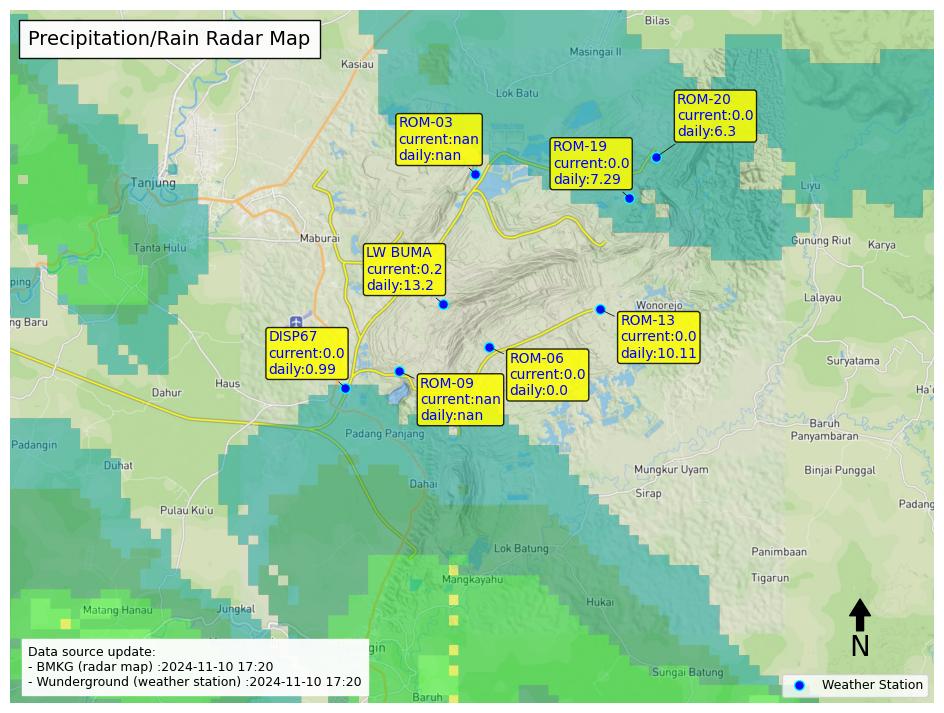 Precipitation/Rain Radar Map
Bilas
Masingai II
Kasiau
Lok Batu
ROM-20
current:0.0
daily:6.3
ROM-03
current:nan
daily:nan
ROM-19
current:0.0
daily:7.29
Tanjung
Liyu
Maburai
Tanta Hulu
Gunung Riut
Karya
LW BUMA
current:0.2
daily:13.2
ping
Lalayau
Wonorejo
ng Baru
ROM-13
current:0.0
daily:10.11
DISP67
current:0.0
daily:0.99
ROM-06
current:0.0
daily:0.0
Suryatama
Haus
Dahur
ROM-09
current:nan
daily:nan
Ha'
Baruh
Panyambaran
Padangin
Padang Panjang
Duhat
Mungkur Uyam
Binjai Punggal
Dahai
Sirap
Padang
Pulau Ku'u
Lok Batung
Panimbaan
Mangkayahu
Tigarun
Matang Hanau
Jungkal
Hukai
N
gin
Sungai Batung
Baruh
Data source update:
- BMKG (radar map) :2024-11-10 17:20
- Wunderground (weather station) :2024-11-10 17:20
Weather Station